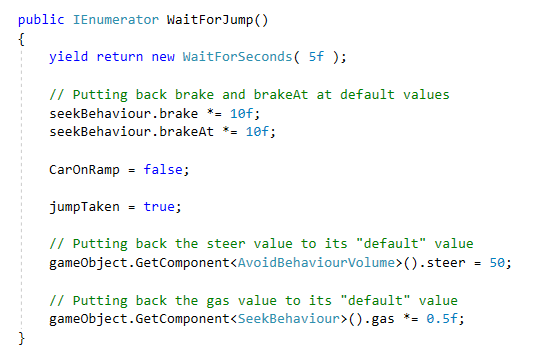 public IEnumerator WaitForJump()
{
yield return new WaitForSeconds( 5f );
// Putting back brake and brakeAt at default values
seekBehaviour.brake *= 10f;
seekBehaviour.brakeAt *= 10f;
CarOnRamp = false;
jumpTaken = true;
// Putting back the steer value to its "default" value
gameObject.GetComponent<AvoidBehaviourVolume>().steer = 50;
// Putting back the gas value to its "default" value
gameObject.GetComponent<SeekBehaviour>().gas *= 0.5f;
}